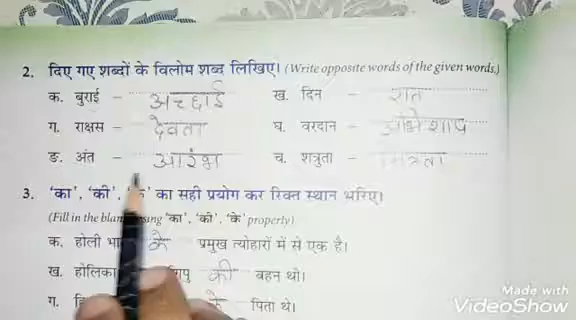 2. दिए गए शब्दों के विलोम शब्द लिखिए। (Write opposite words of the given words.)
क. बुराई - अच्छाई ख. दिन - रात
ग. राक्षस - देवता घ. वरदान - अभिशाप
ङ. अंत - आरंभ च. शत्रुता - मित्रता
3. 'का', 'की', 'के' का सही प्रयोग कर रिक्त स्थान भरिए।
(Fill in the using 'का', 'की', 'के' properly)
क. होली के प्रमुख त्योहारों में से एक है।
ख. होलिका की बहन थी।
ग. के पिता थे।
Made with
VideoShow